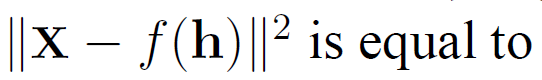 ‖x − f(h)‖² is equal to